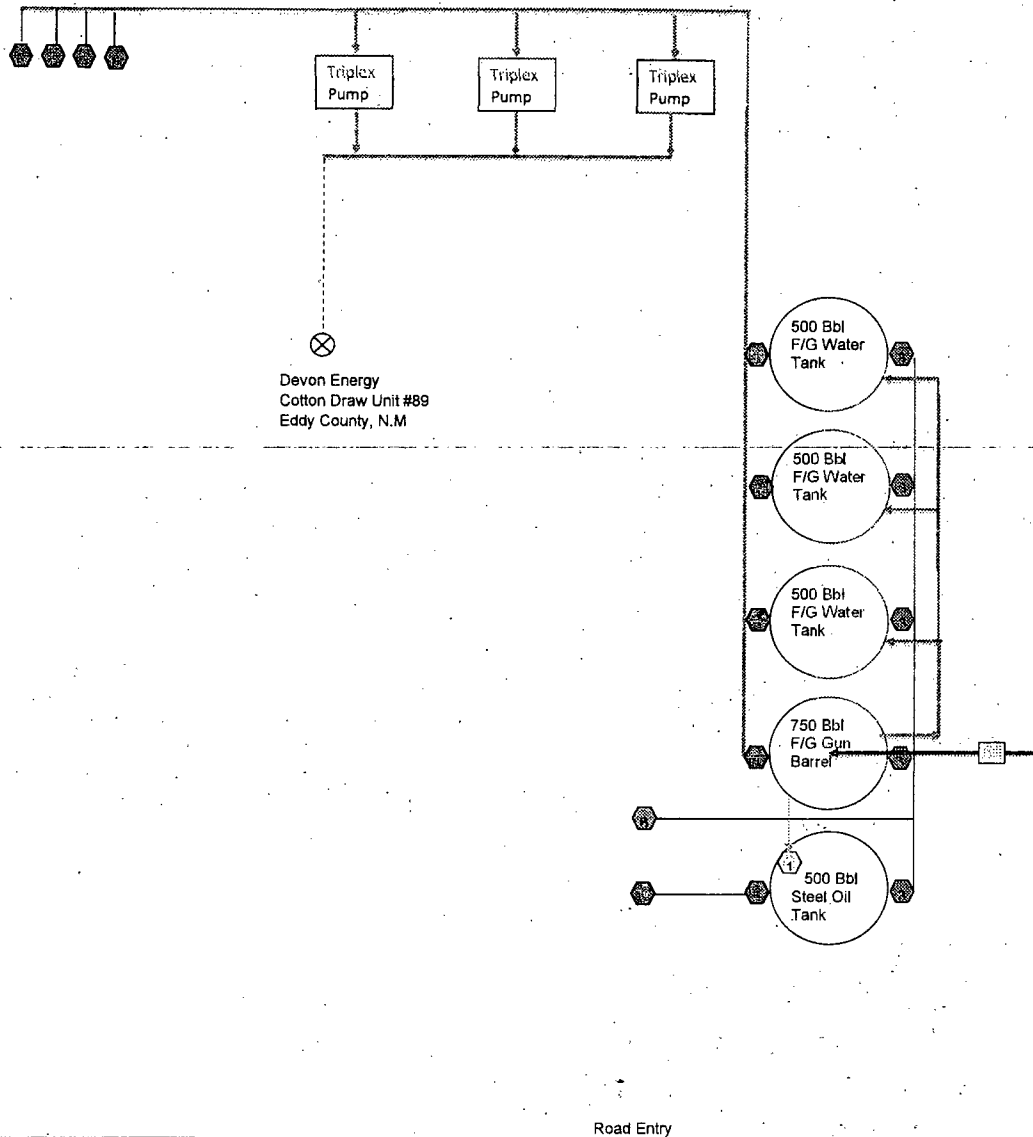 Triplex
Pump
Triplex
Pump
Triplex
Pump
Devon Energy
Cotton Draw Unit #89
Eddy County, N.M
500 Bbl
F/G Water
Tank
500 Bbl
F/G Water
Tank
500 Bbl
F/G Water
Tank
750 Bbl
F/G Gun
Barrel
1
500 Bbl
Steel Oil
Tank
Road Entry